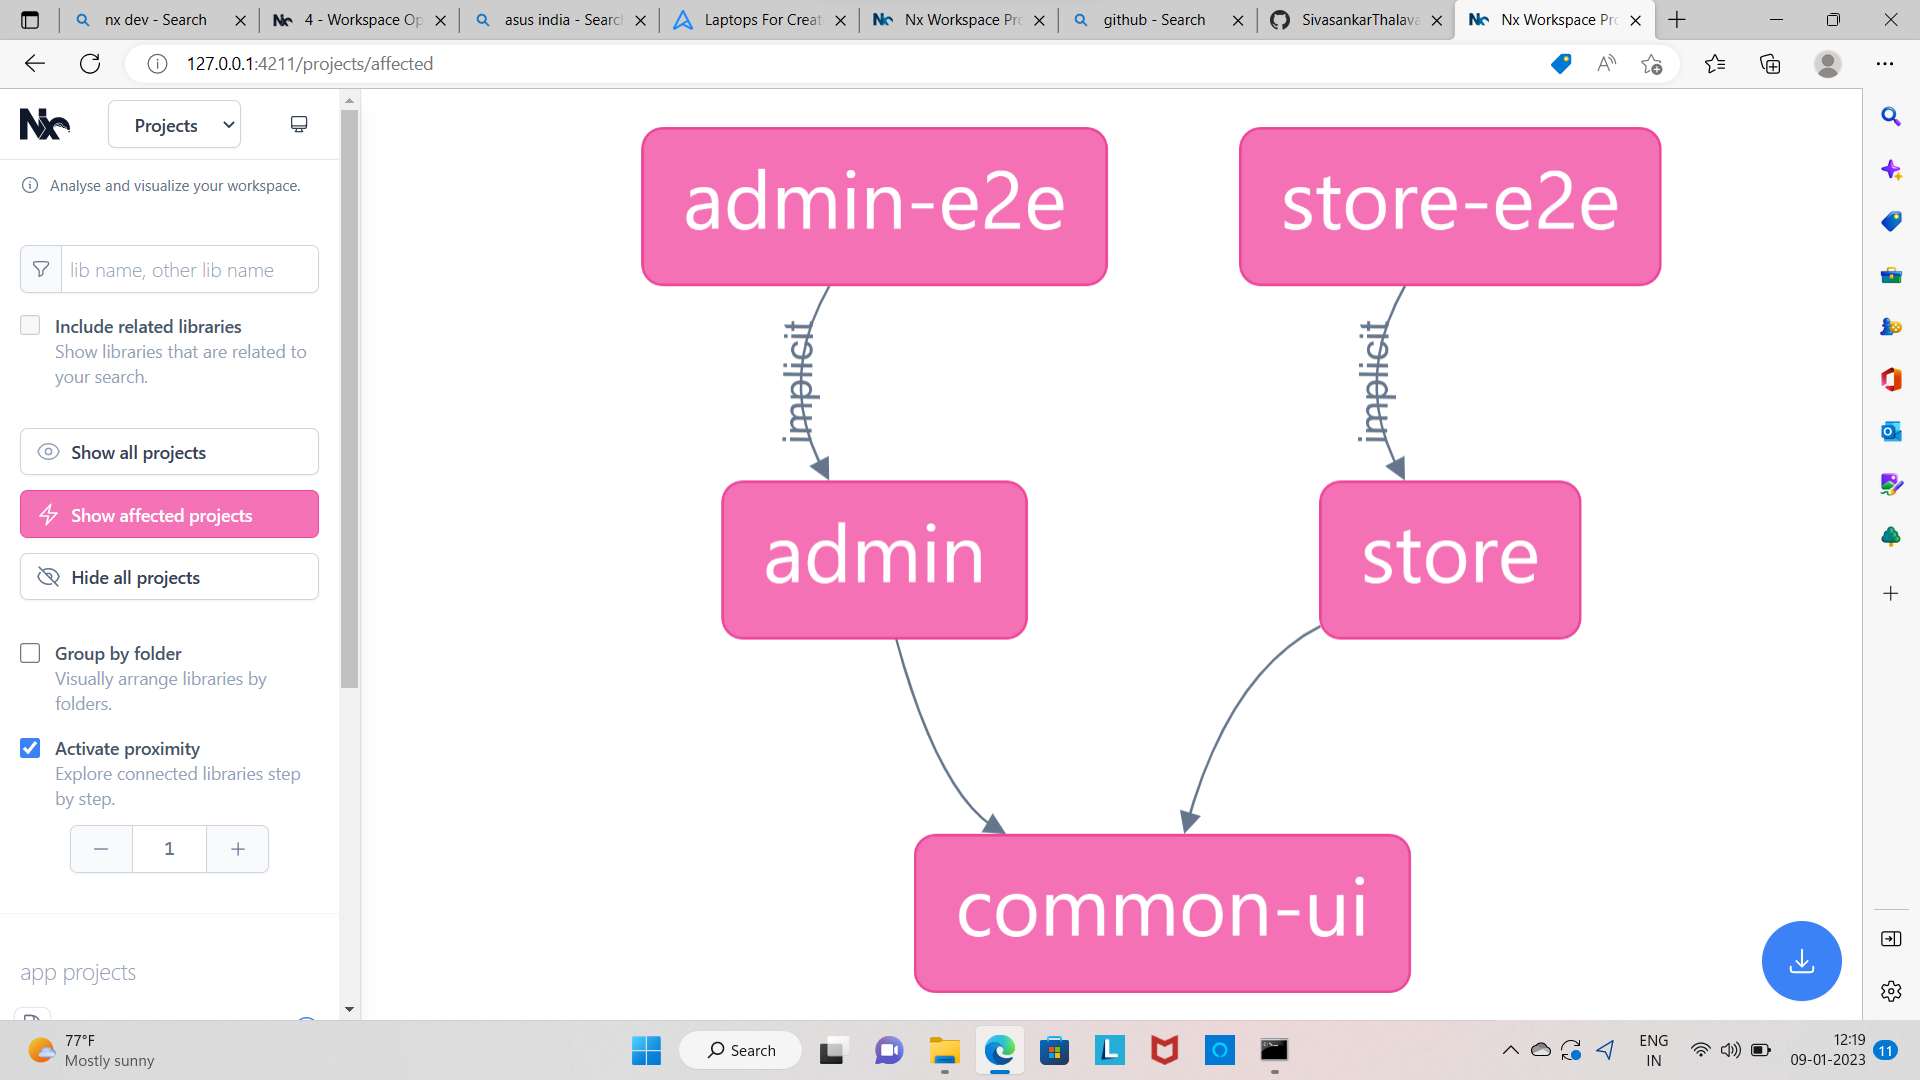 nx dev - Search
4 - Workspace Op
asus india - Searc
Laptops For Creat
Nx Workspace Pro
github - Search
SivasankarThalava
Nx Workspace Pro
127.0.0.1:4211/projects/affected
Nx
Projects
Analyse and visualize your workspace.
lib name, other lib name
Include related libraries
Show libraries that are related to
your search.
Show all projects
Show affected projects
Hide all projects
Group by folder
Visually arrange libraries by
folders.
Activate proximity
Explore connected libraries step
by step.
1
app projects
admin-e2e
store-e2e
implicit
implicit
admin
store
common-ui
77°F
Mostly sunny
Search
ENG
IN
12:19
09-01-2023
11